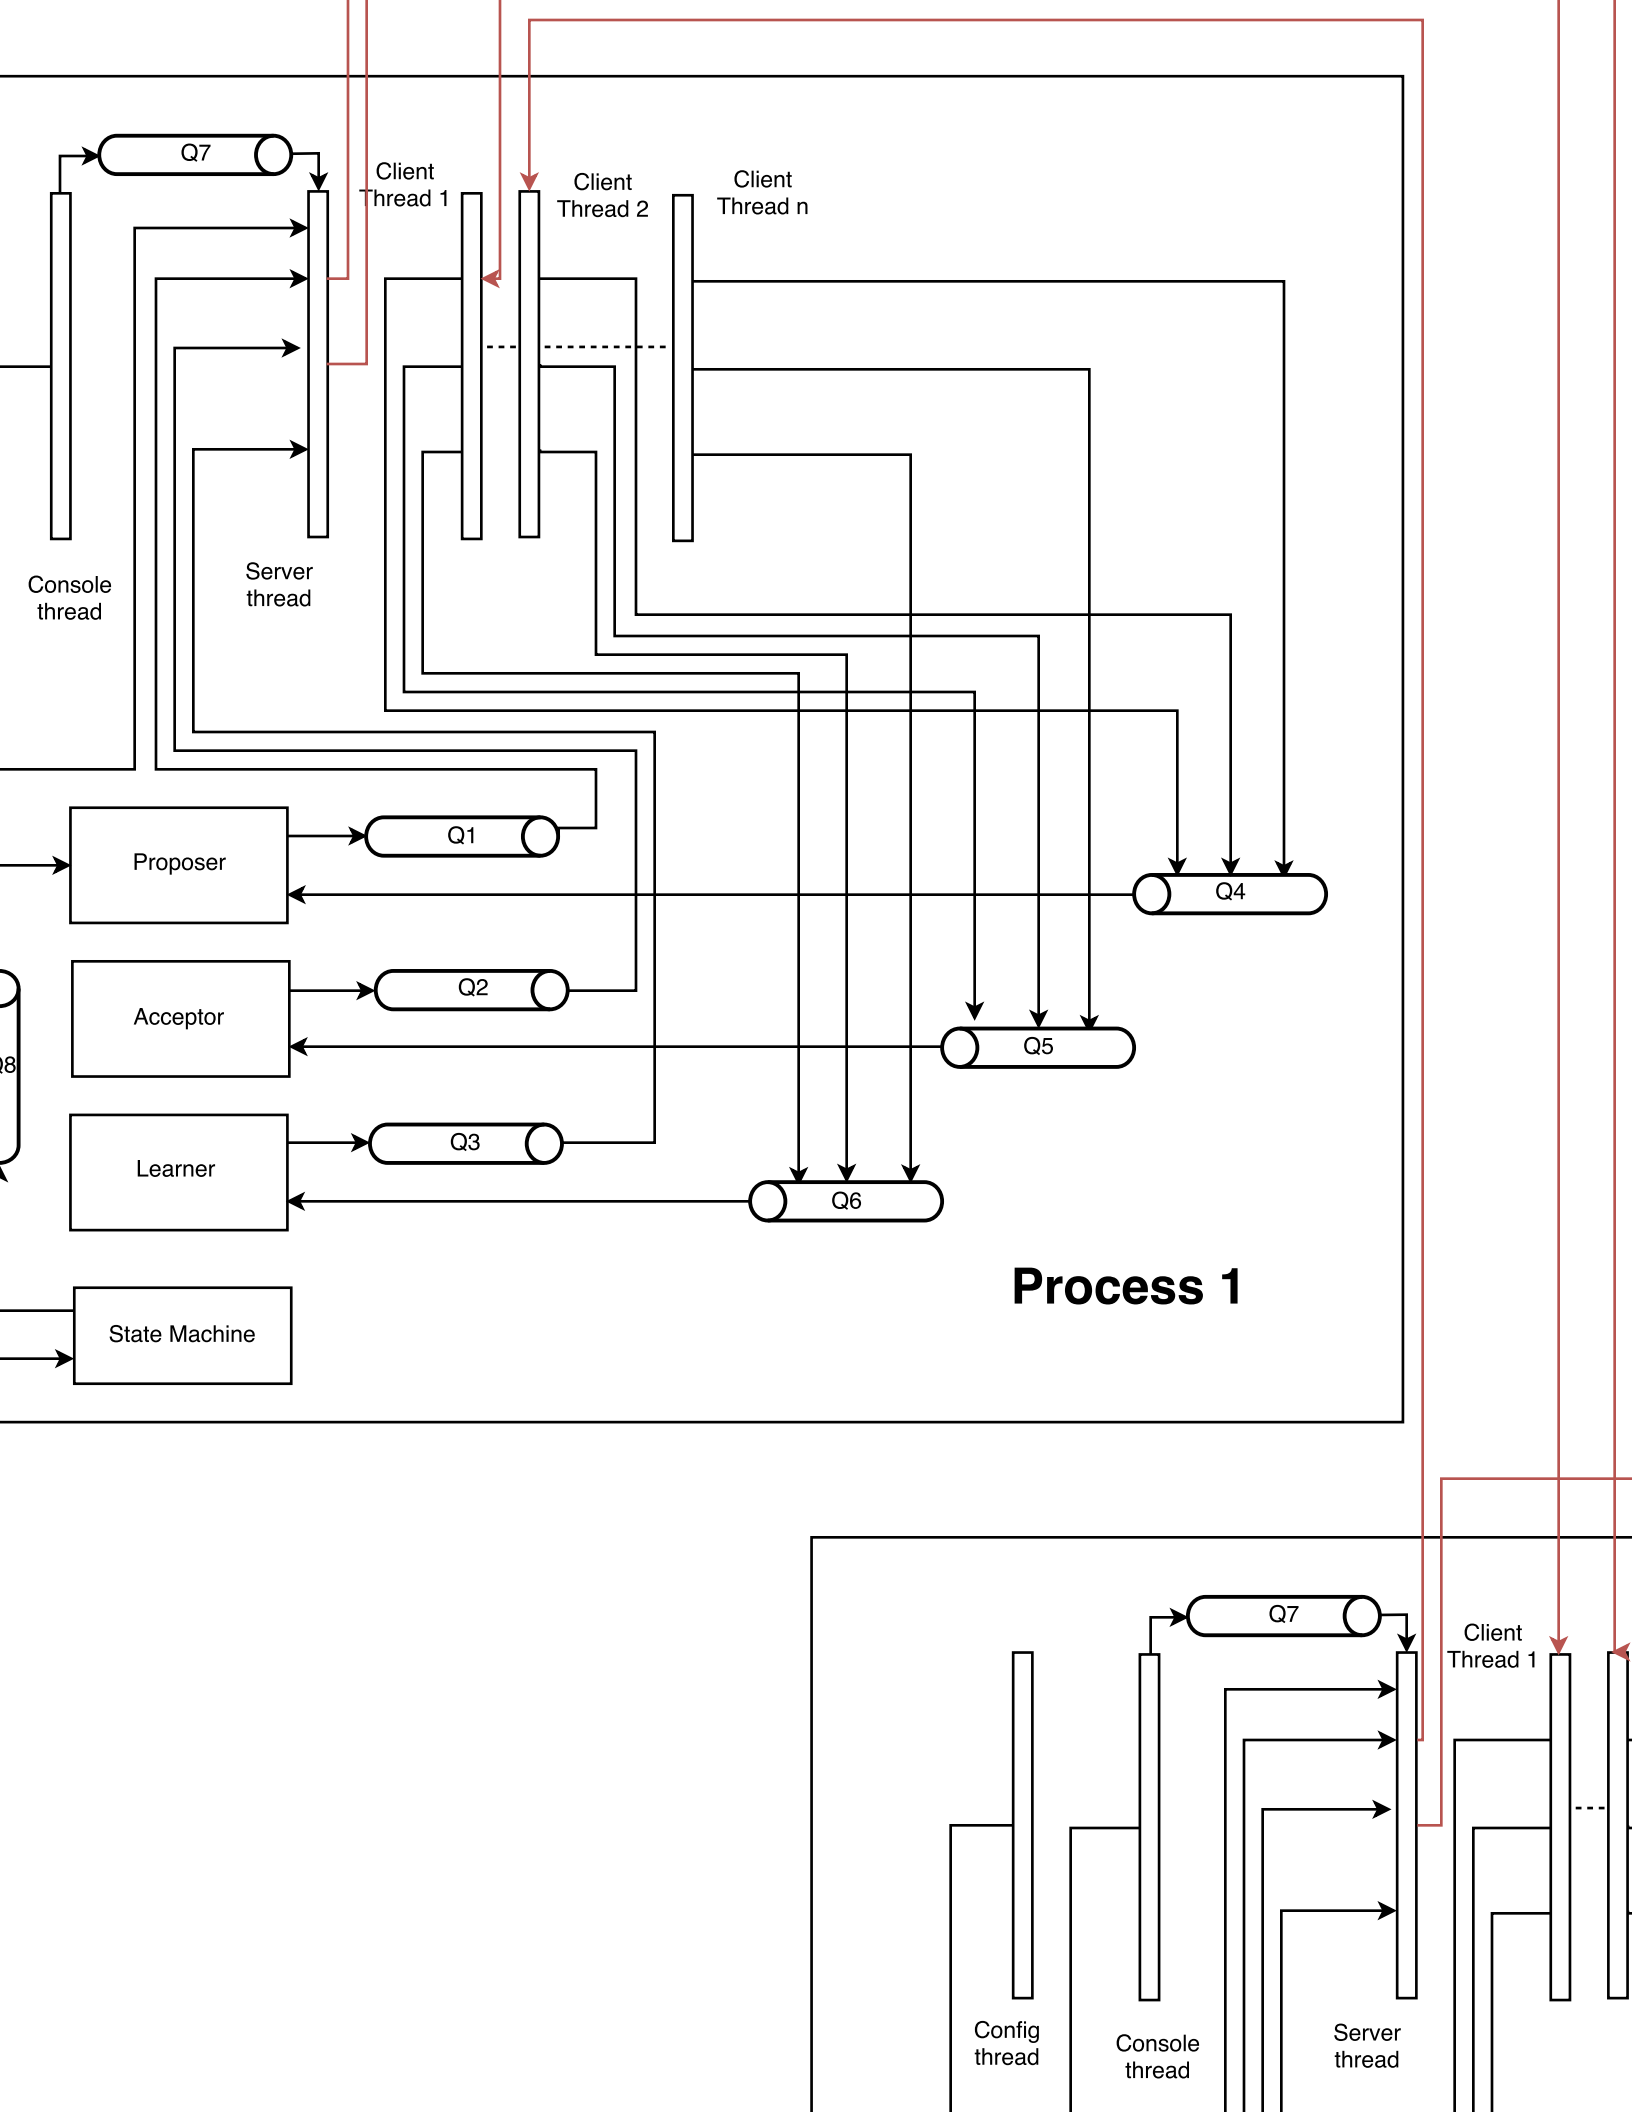 Q7
Client
Thread 1
Client
Thread 2
Client
Thread n
Console
thread
Server
thread
Q1
Proposer
Q4
Q2
Acceptor
Q5
Q8
Q3
Learner
Q6
Process 1
State Machine
Q7
Client
Thread 1
Config
thread
Console
thread
Server
thread